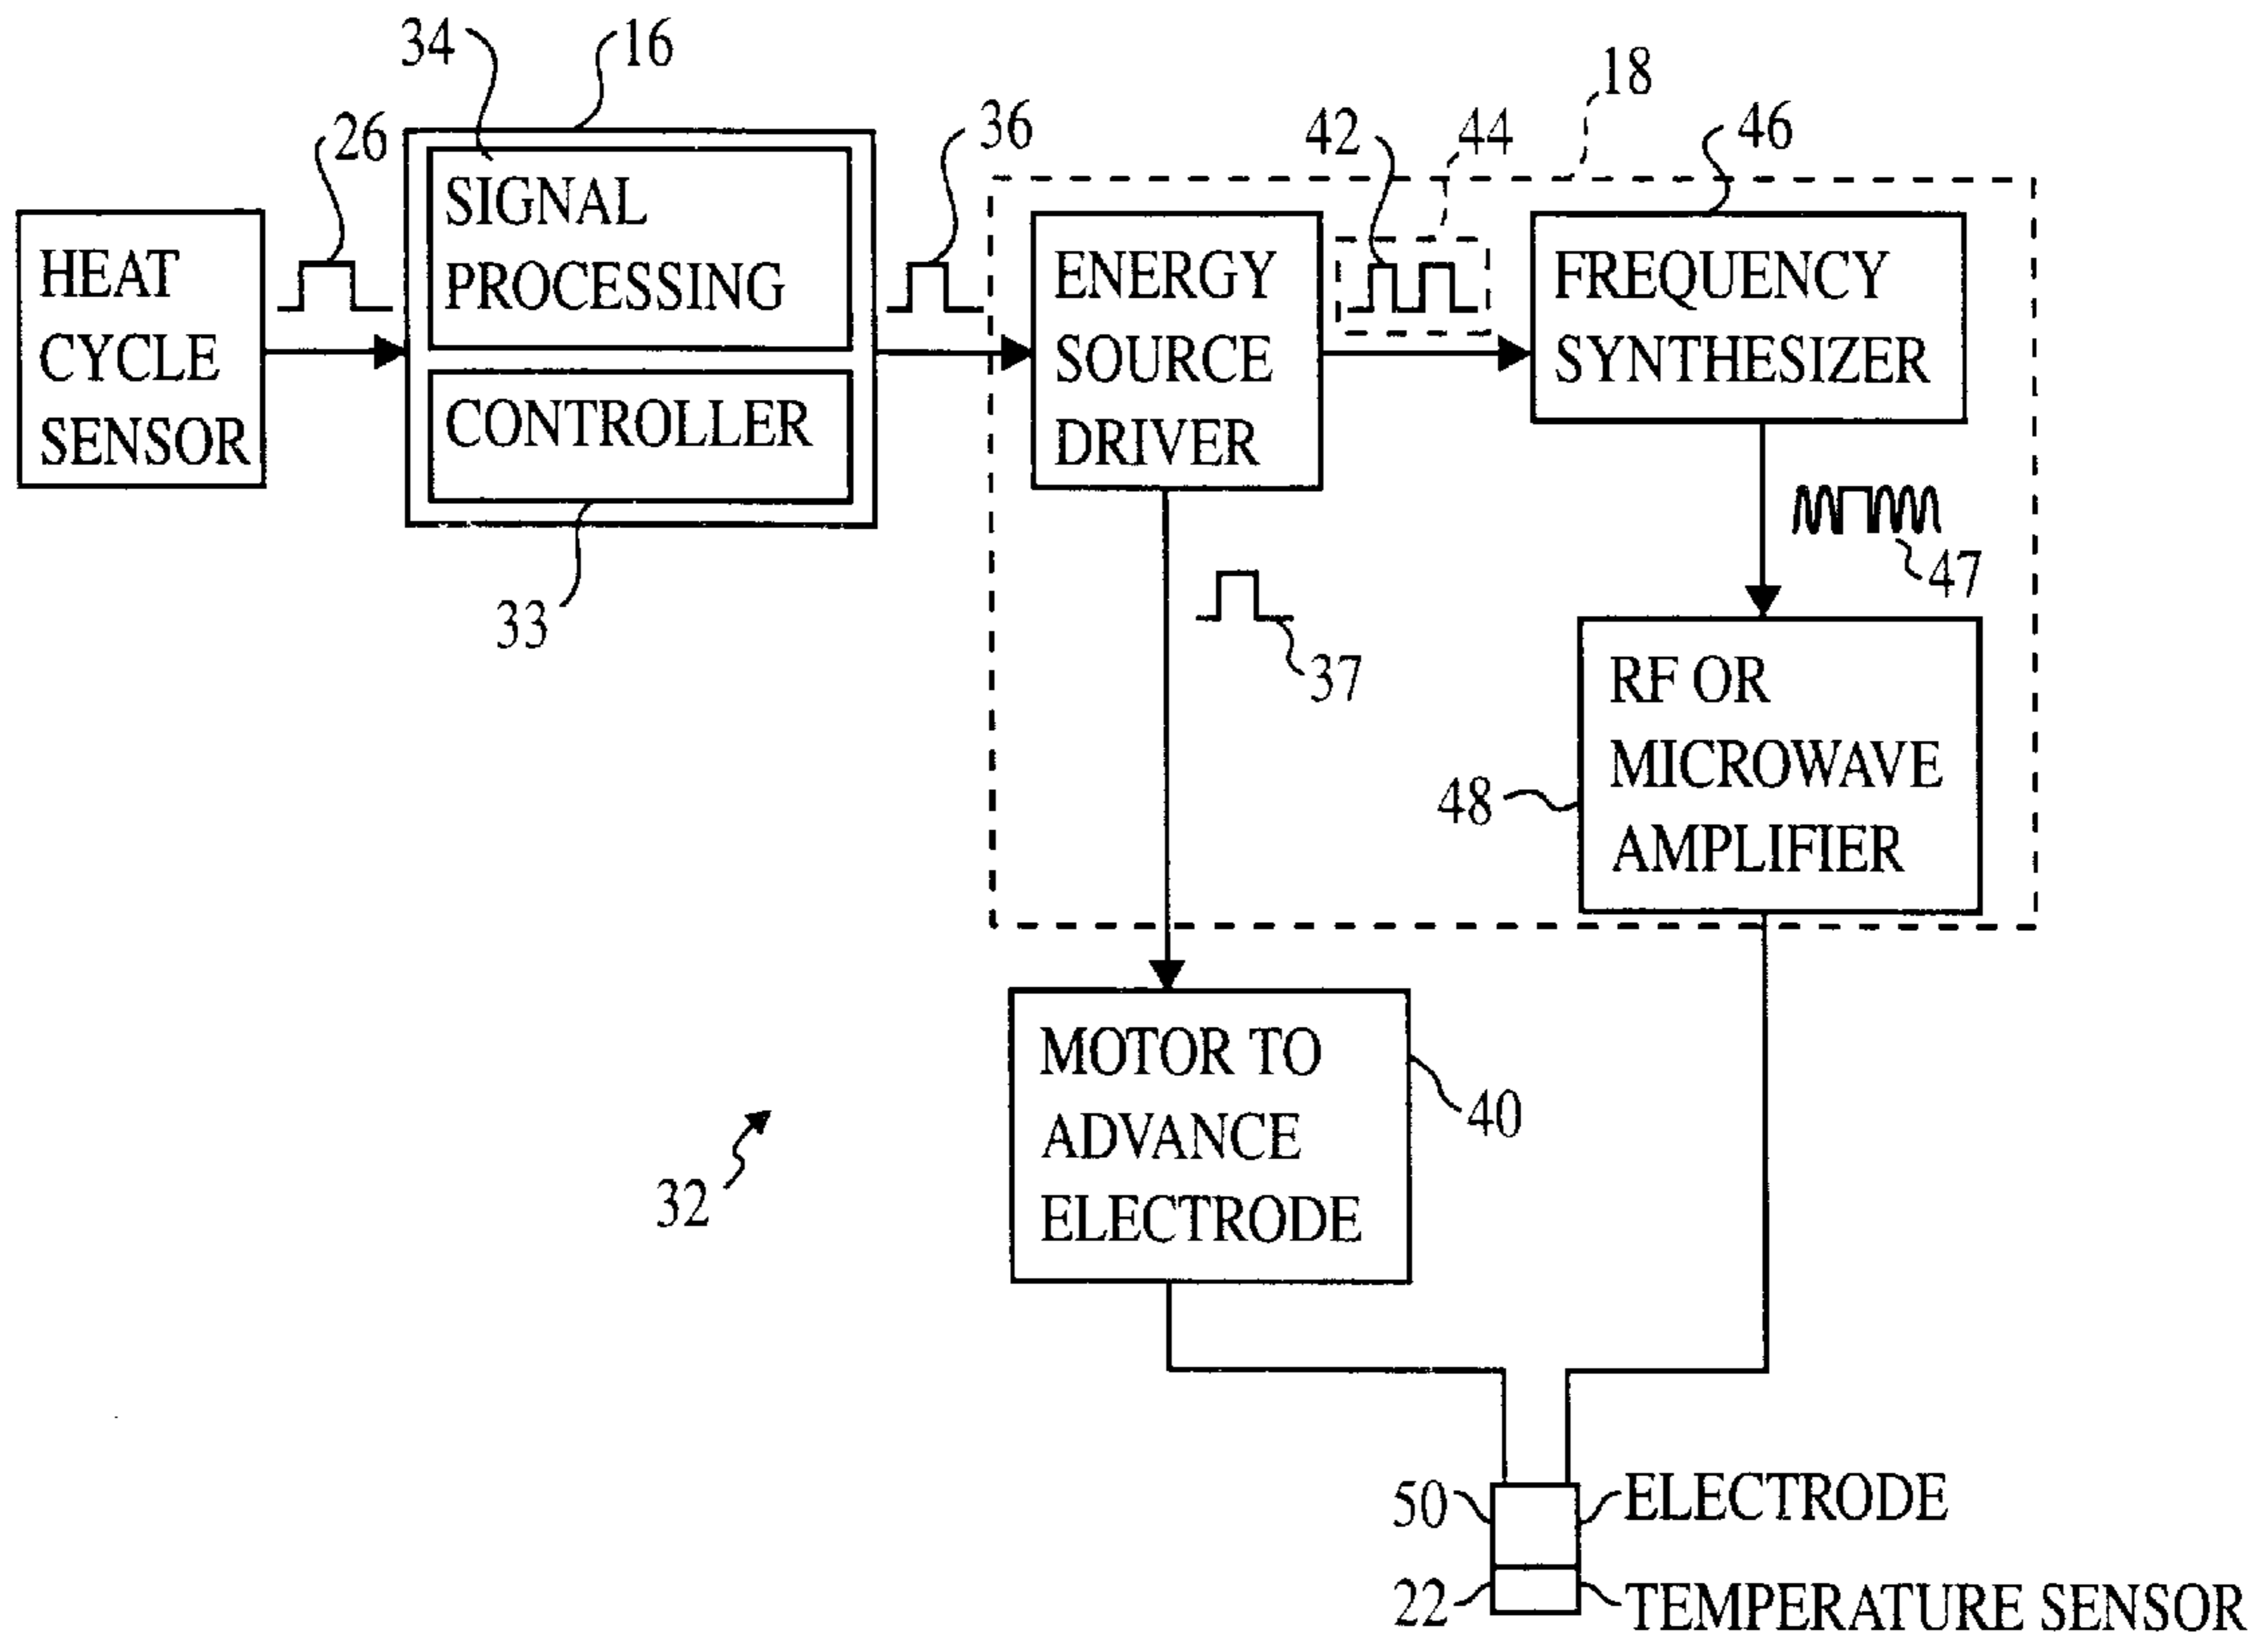 34
16
18
26
36
42
44
46
HEAT
CYCLE
SENSOR
SIGNAL
PROCESSING
CONTROLLER
33
ENERGY
SOURCE
DRIVER
FREQUENCY
SYNTHESIZER
47
37
RF OR
MICROWAVE
AMPLIFIER
48
MOTOR TO
ADVANCE
ELECTRODE
40
32
50 ELECTRODE
22 TEMPERATURE SENSOR